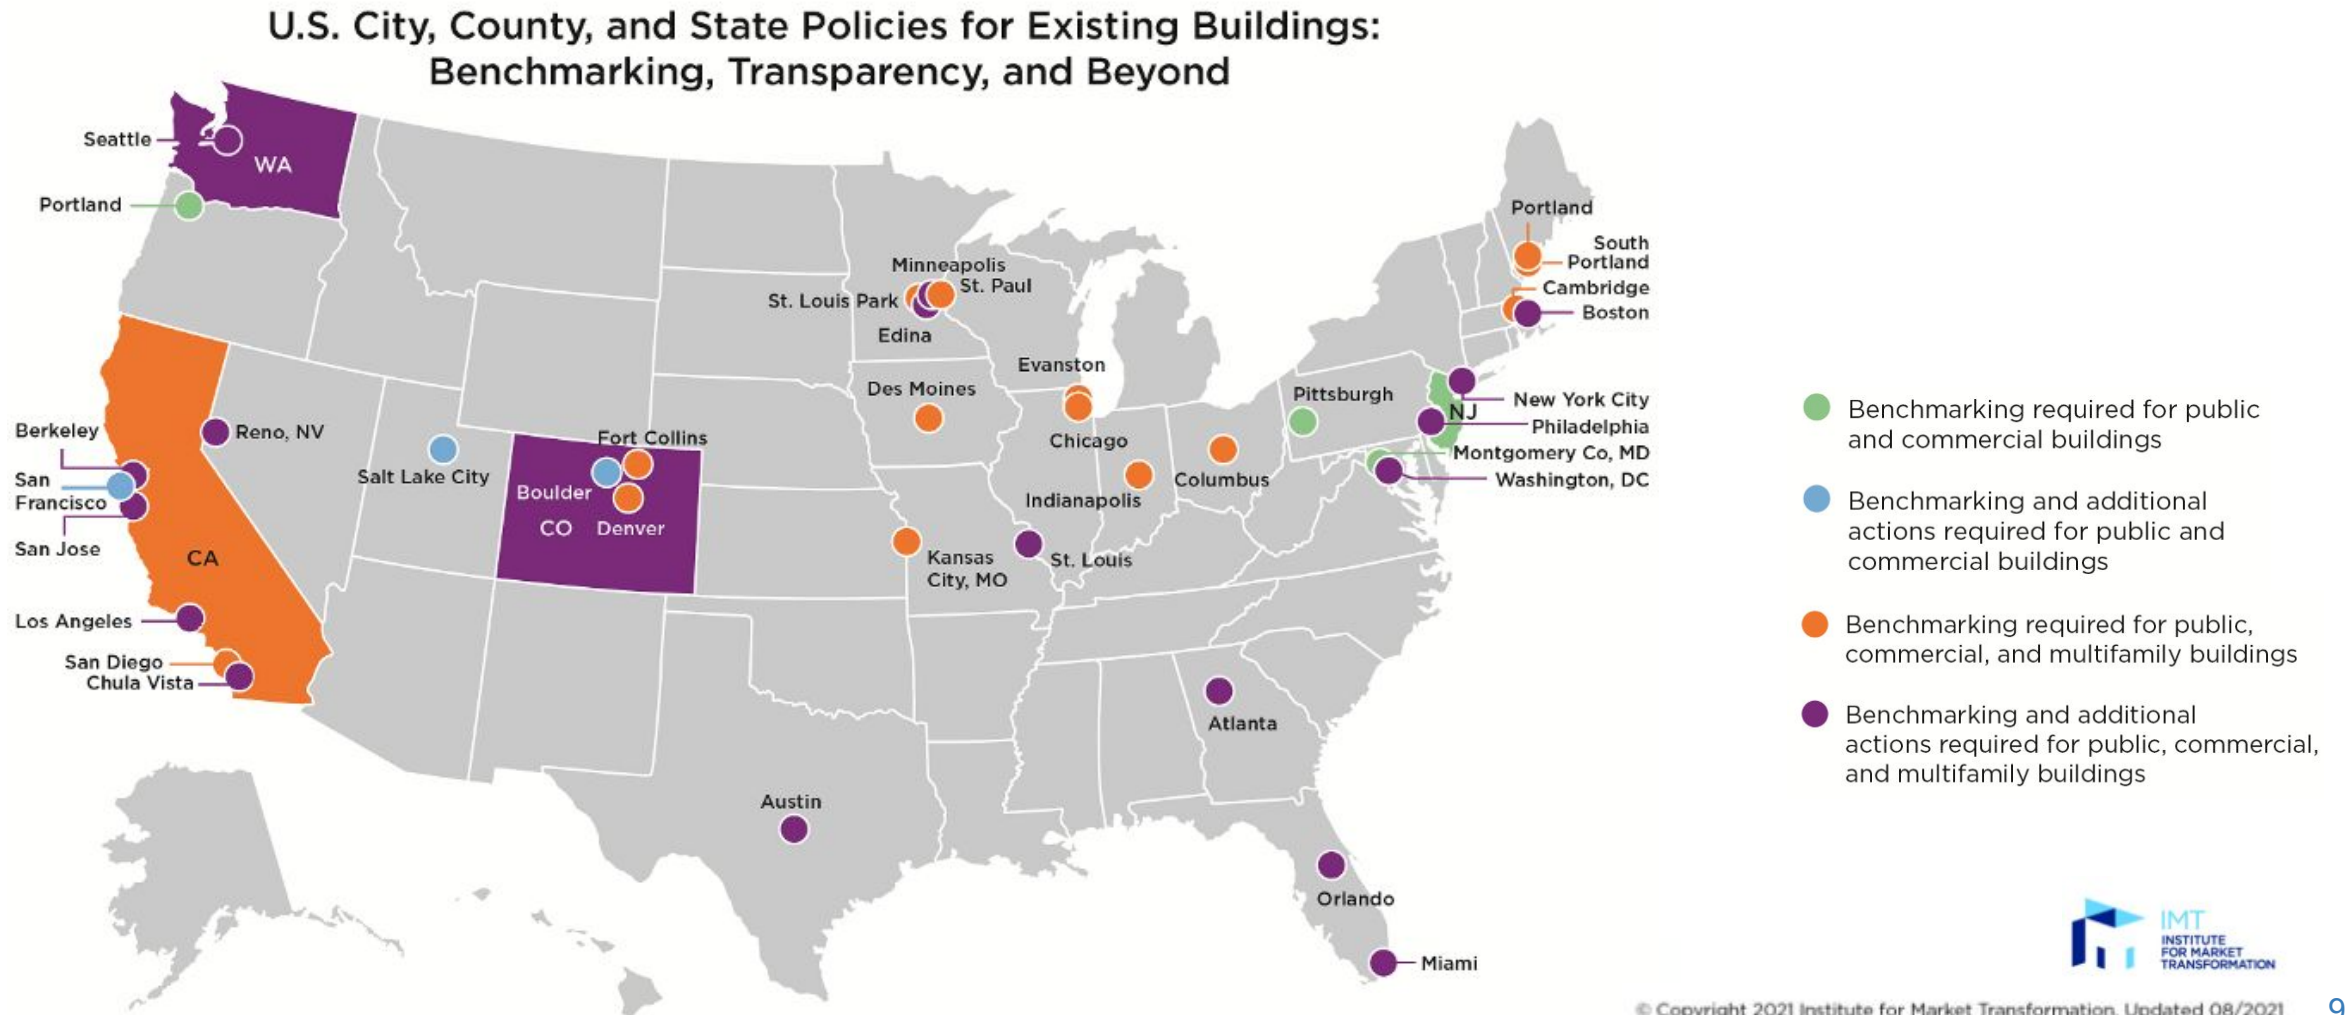 U.S. City, County, and State Policies for Existing Buildings:
Benchmarking, Transparency, and Beyond
Seattle
WA
Portland
Berkeley
San
Francisco
San Jose
Reno, NV
CA
Los Angeles
San Diego
Chula Vista
Salt Lake City
Fort Collins
Boulder
CO
Denver
Minneapolis
St. Paul
St. Louis Park
Edina
Des Moines
Evanston
Chicago
Indianapolis
Columbus
Kansas
City, MO
St. Louis
Austin
Atlanta
Orlando
Miami
Pittsburgh
Portland
South
Portland
Cambridge
Boston
New York City
NJ
Philadelphia
Montgomery Co, MD
Washington, DC
Benchmarking required for public
and commercial buildings
Benchmarking and additional
actions required for public and
commercial buildings
Benchmarking required for public,
commercial, and multifamily buildings
Benchmarking and additional
actions required for public, commercial,
and multifamily buildings
IMT
INSTITUTE
FOR MARKET
TRANSFORMATION
© Copyright 2021 Institute for Market Transformation. Updated 08/2021
9